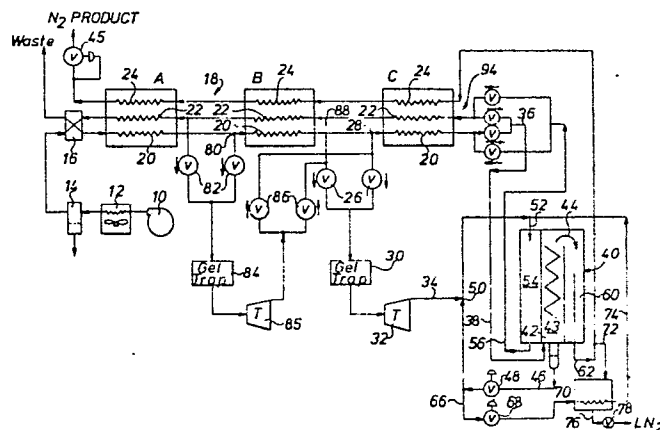 N₂ PRODUCT
Waste
45
V
A
18
B
C
24
24
24
94
22
22
22
88
V
V
V
V
36
16
20
20
80
28
20
V
V
82
V
86
V
V
26
V
14
12
10
52
44
Gel Trap
84
Gel Trap
30
40
34
50
54
60
74
T
85
T
32
38
42
43
72
56
62
V
48
46
70
66
V
68
76
V
78
LN₂